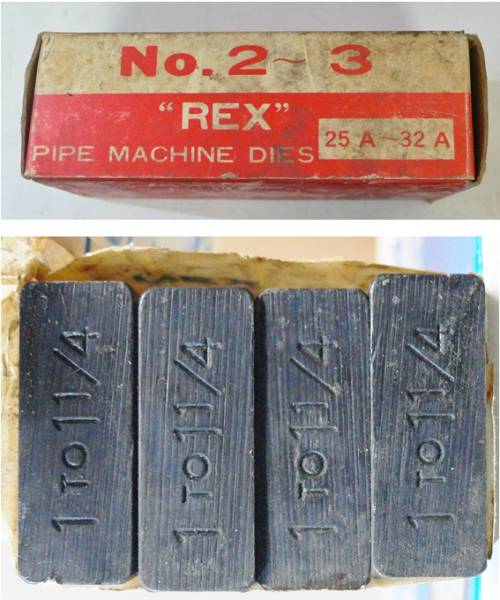 No. 2~3
"REX"
PIPE MACHINE DIES
25 A~32 A
1 TO 1 1/4
1 TO 1 1/4
1 TO 1 1/4
1 TO 1 1/4